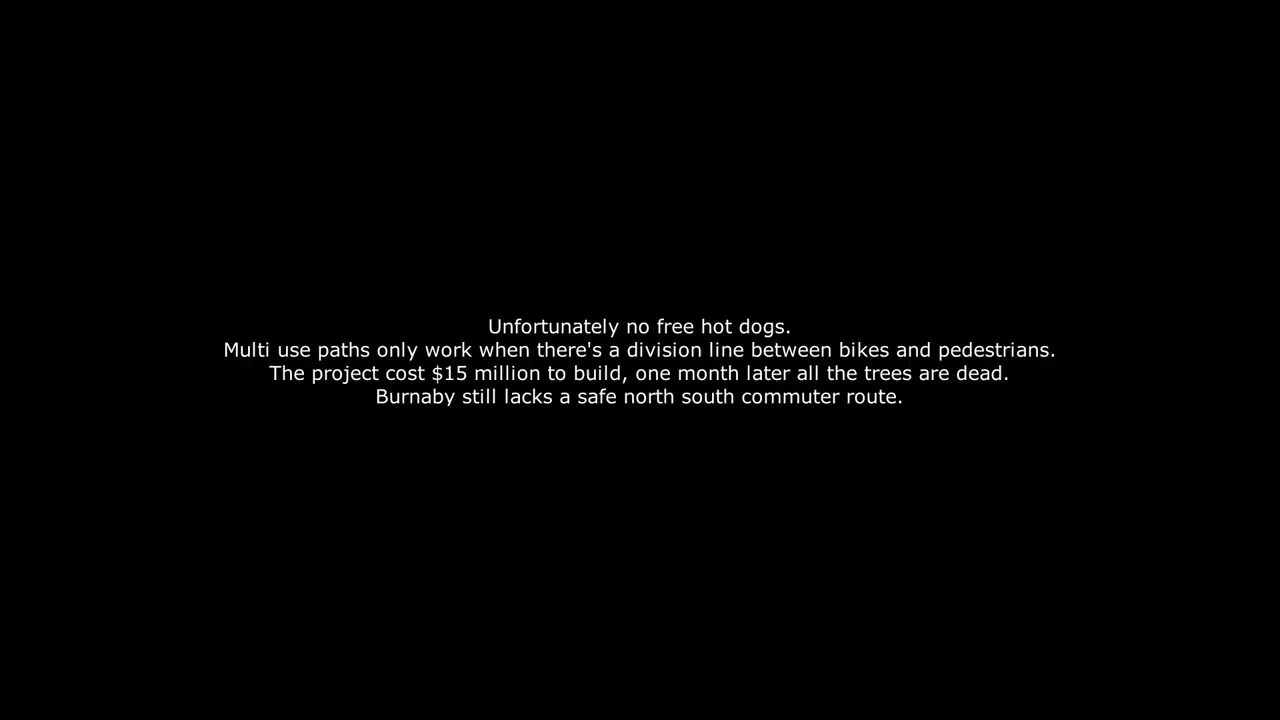 Unfortunately no free hot dogs.
Multi use paths only work when there's a division line between bikes and pedestrians.
The project cost $15 million to build, one month later all the trees are dead.
Burnaby still lacks a safe north south commuter route.